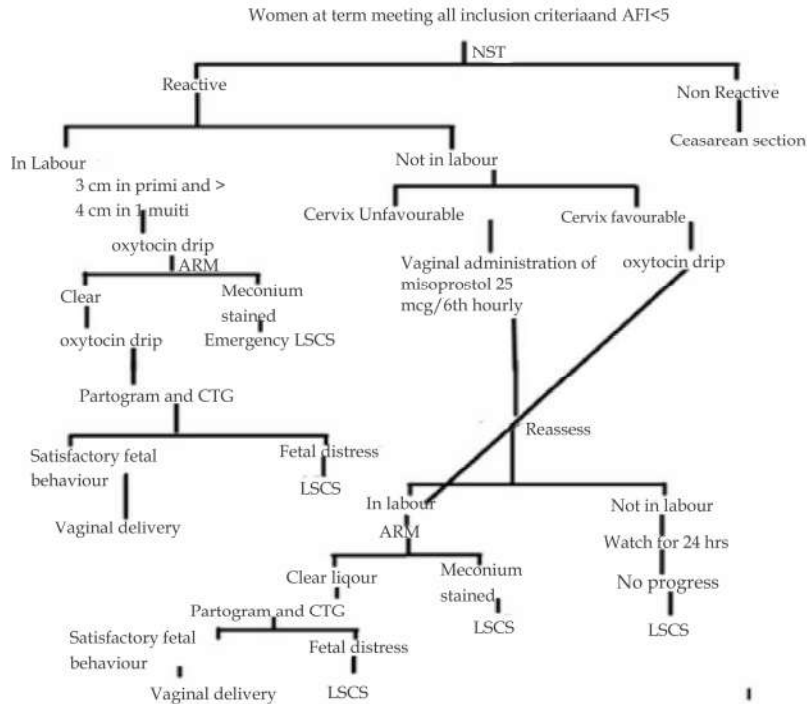 Women at term meeting all inclusion criteriaand AFI<5
NST
Reactive
Non Reactive
Ceasarean section
In Labour
Not in labour
3 cm in primi and >
4 cm in 1 muiti
Cervix Unfavourable
Cervix favourable
oxytocin drip
ARM
Vaginal administration of
misoprostol 25
mcg/6th hourly
oxytocin drip
Clear
Meconium
stained
oxytocin drip
Emergency LSCS
Partogram and CTG
Reassess
Satisfactory fetal
behaviour
Fetal distress
LSCS
Vaginal delivery
In labour
Not in labour
ARM
Watch for 24 hrs
Clear liqour
Meconium
stained
No progress
Partogram and CTG
LSCS
LSCS
Satisfactory fetal
behaviour
Fetal distress
Vaginal delivery
LSCS